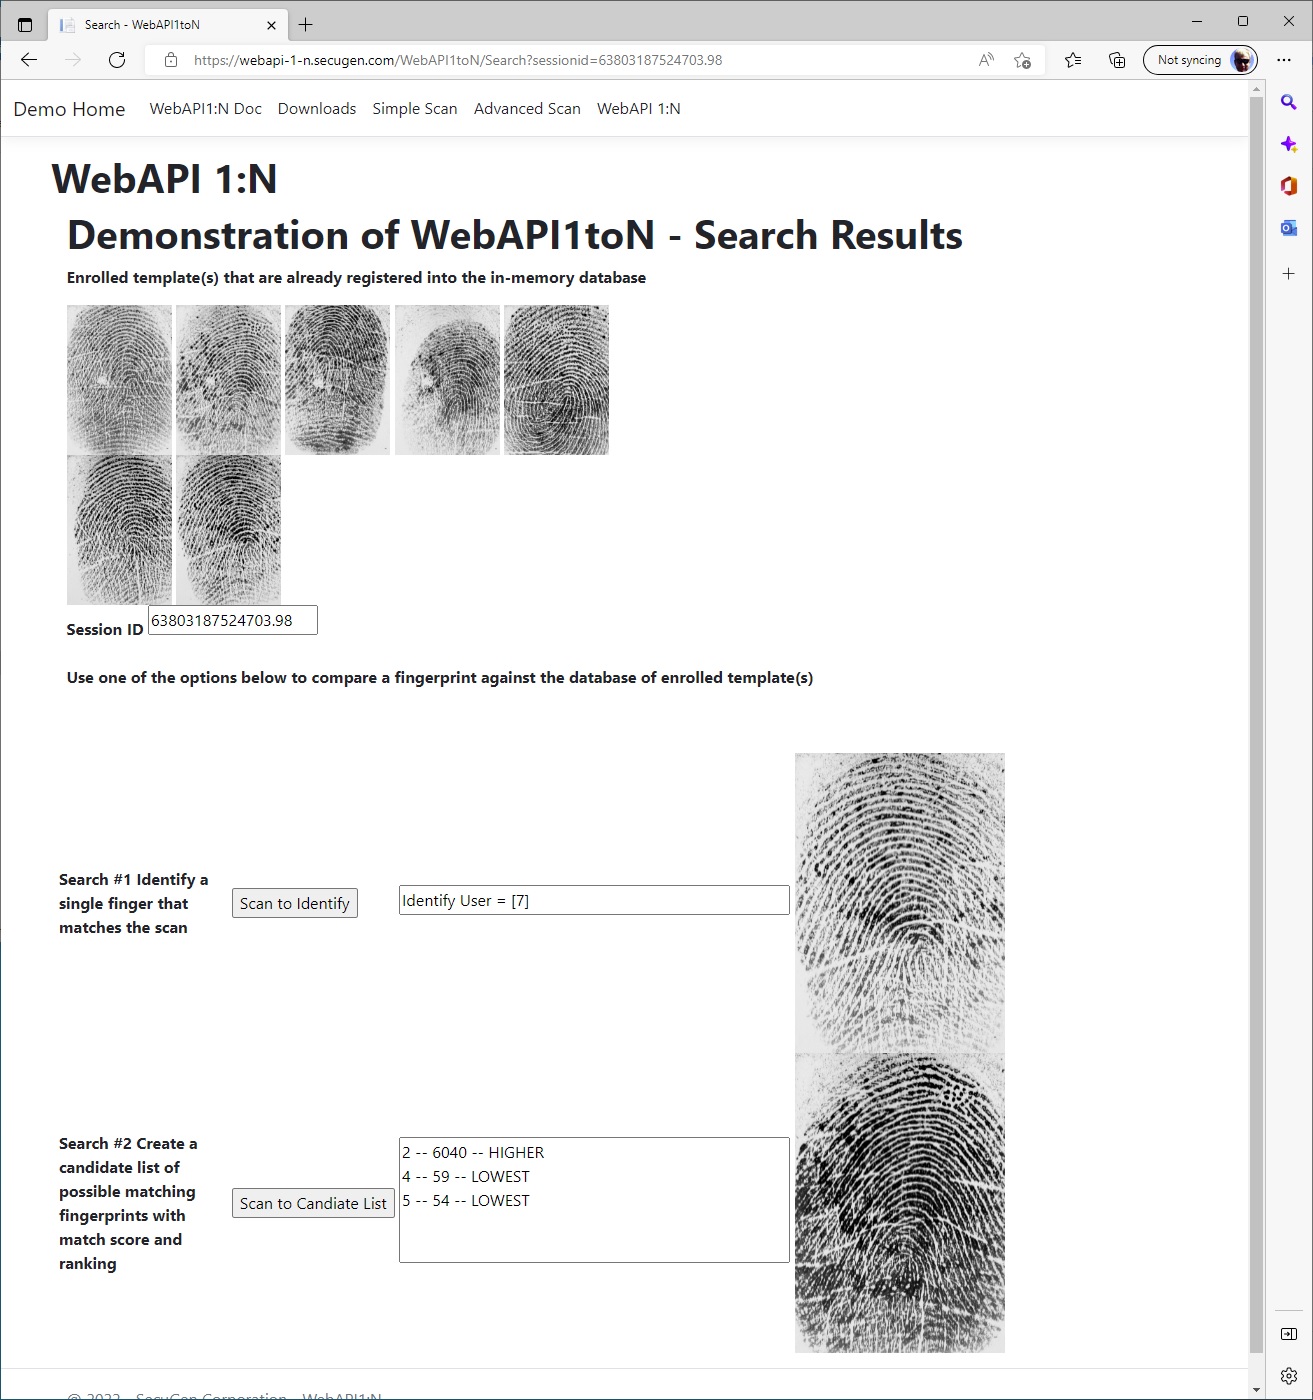 Search - WebAPI1toN
https://webapi-1-n.secugen.com/WebAPI1toN/Search?sessionid=63803187524703.98
Not syncing
Demo Home WebAPI1:N Doc Downloads Simple Scan Advanced Scan WebAPI 1:N
WebAPI 1:N
Demonstration of WebAPI1toN - Search Results
Enrolled template(s) that are already registered into the in-memory database
Session ID 63803187524703.98
Use one of the options below to compare a fingerprint against the database of enrolled template(s)
Search #1 Identify a
single finger that
matches the scan
Scan to Identify
Identify User = [7]
Search #2 Create a
candidate list of
possible matching
fingerprints with
match score and
ranking
Scan to Candiate List
2 -- 6040 -- HIGHER
4 -- 59 -- LOWEST
5 -- 54 -- LOWEST
SecuGen Corporation - WebAPI1:N